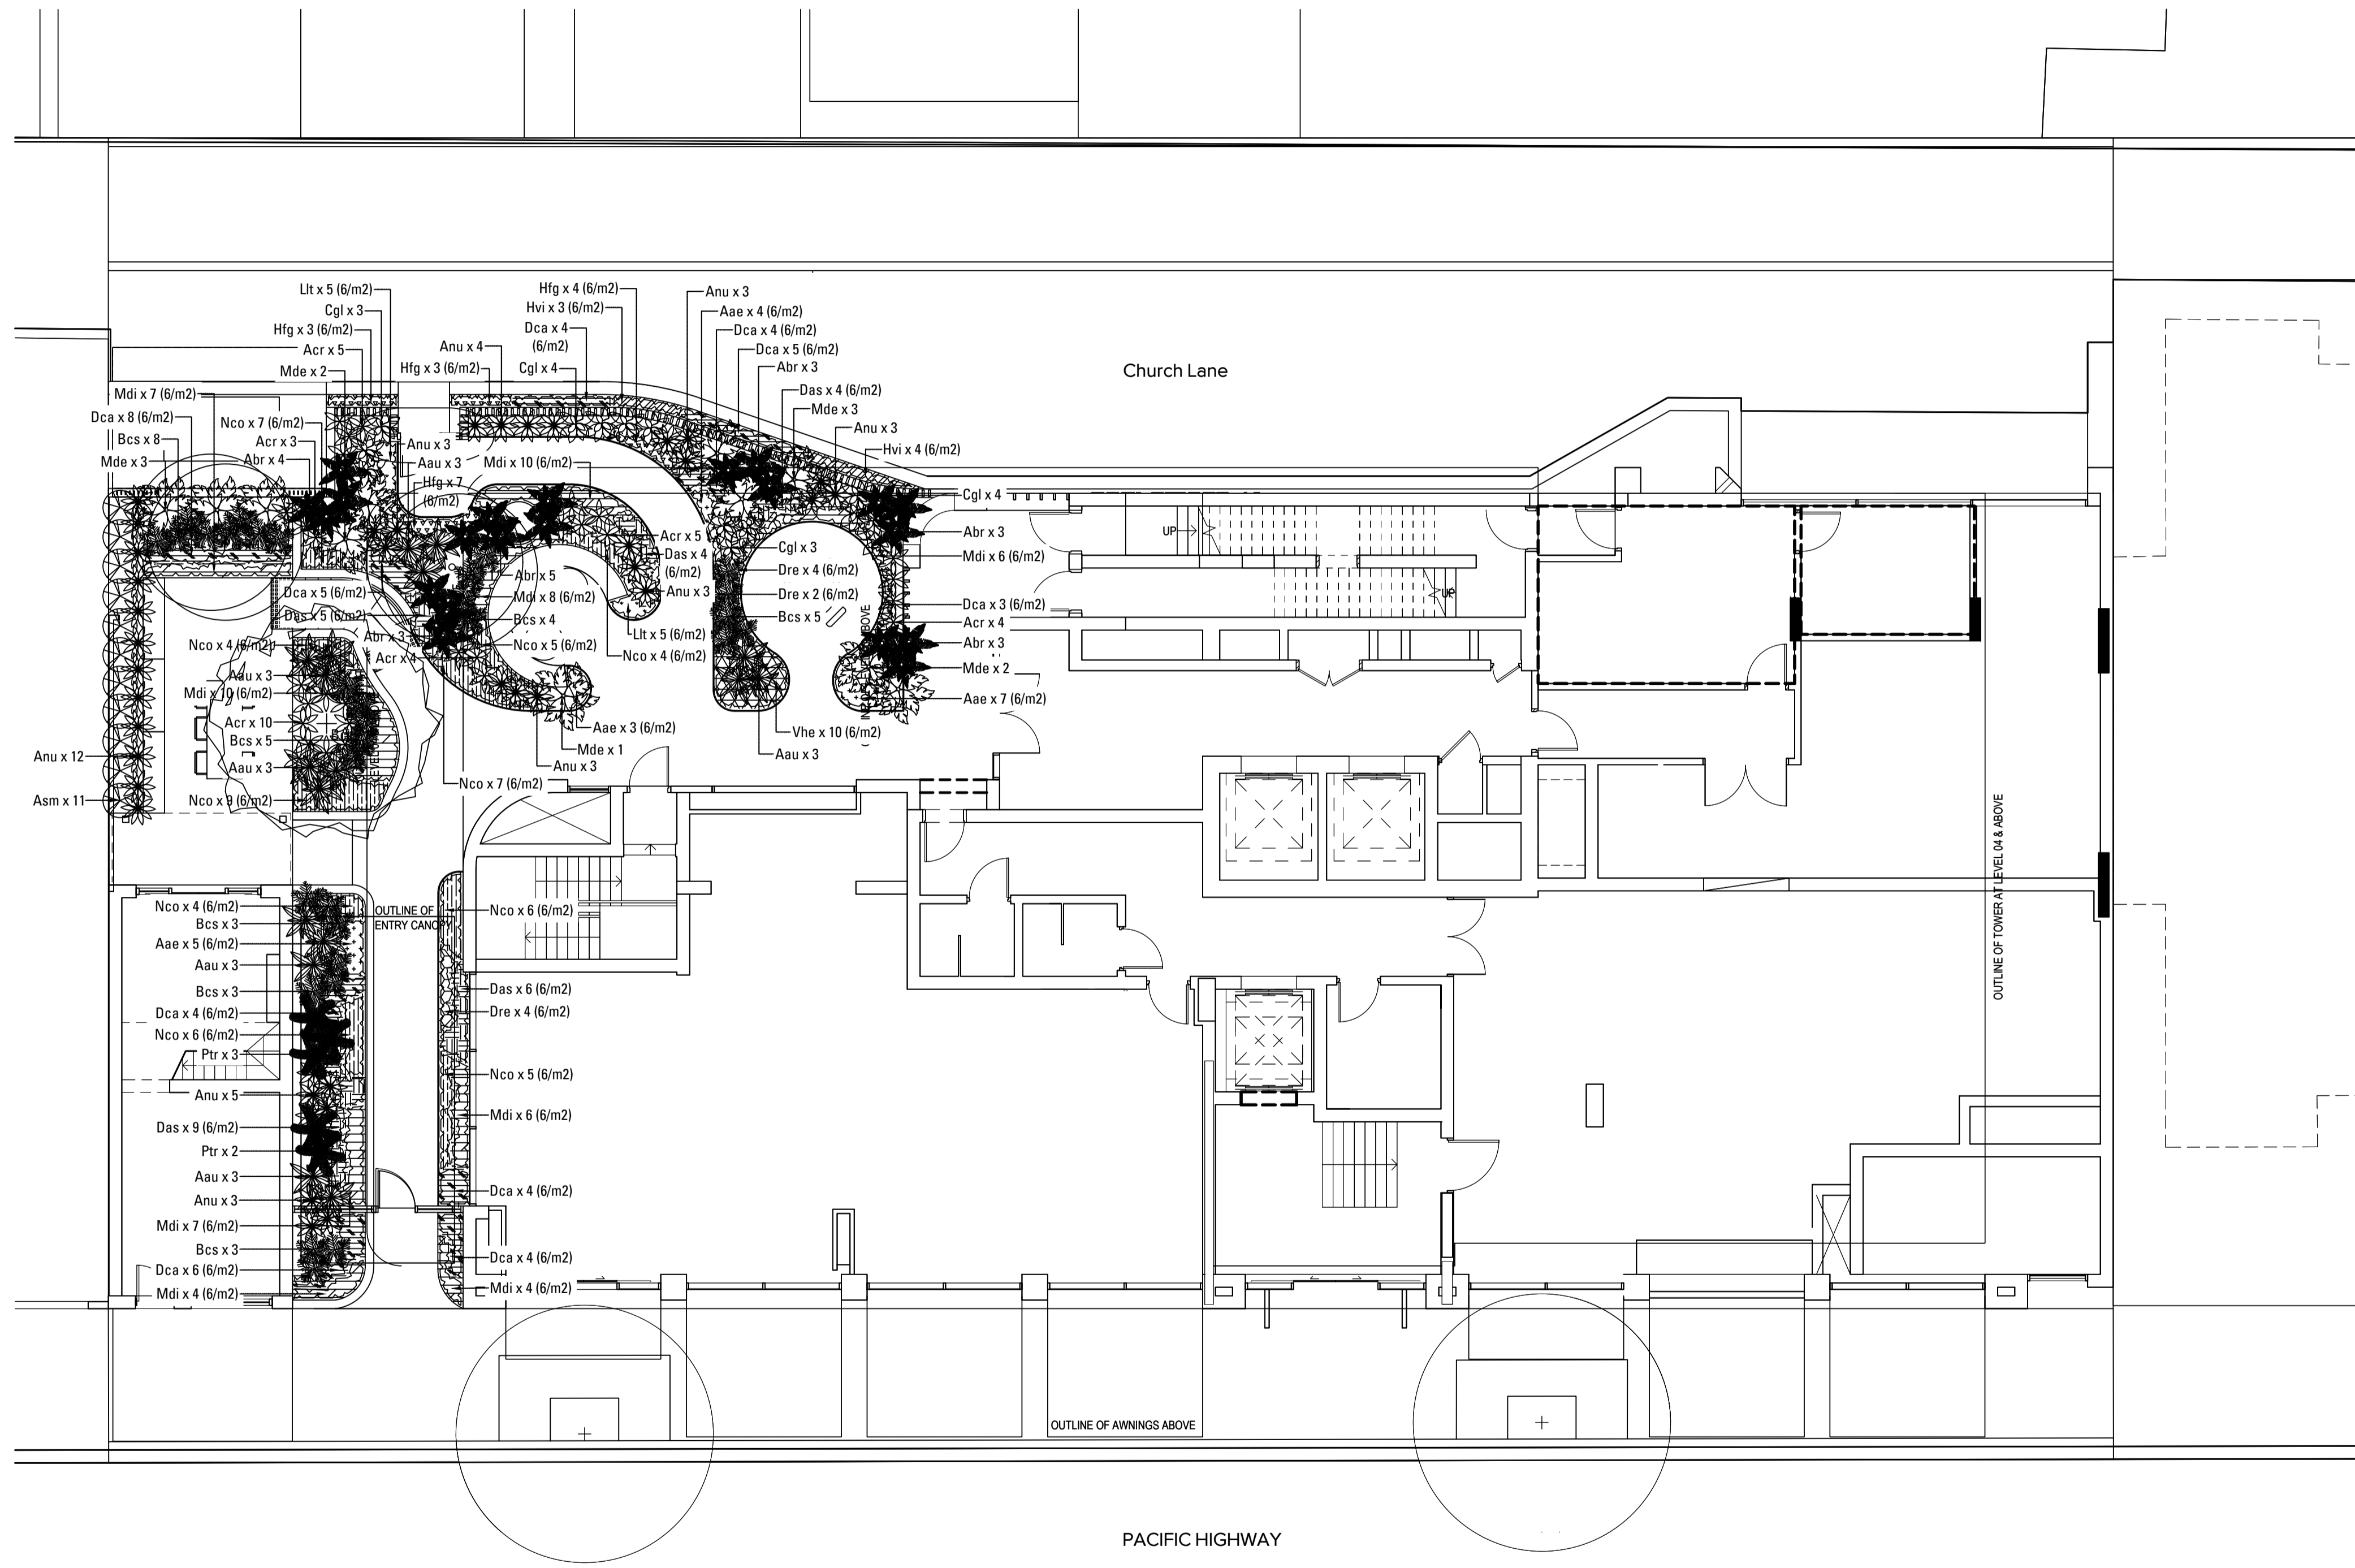 Llt x 5 (6/m2)
Cgl x 3
Hfg x 3 (6/m2)
Acr x 5
Mde x 2
Mdi x 7 (6/m2)
Dca x 8 (6/m2)
Bcs x 8
Mde x 3
Nco x 7 (6/m2)
Acr x 3
Abr x 4
Anu x 4
Hfg x 3 (6/m2)
Hfg x 4 (6/m2)
Hvi x 3 (6/m2)
Dca x 4
(6/m2)
Cgl x 4
Anu x 3
Aae x 4 (6/m2)
Dca x 4 (6/m2)
Dca x 5 (6/m2)
Abr x 3
Das x 4 (6/m2)
Mde x 3
Anu x 3
Hvi x 4 (6/m2)
Church Lane
Anu x 3
Aau x 3
Hfg x 7
(6/m2)
Mdi x 10 (6/m2)
Cgl x 4
Abr x 3
Mdi x 6 (6/m2)
Dca x 3 (6/m2)
Acr x 4
Abr x 3
Mde x 2
Aae x 7 (6/m2)
Acr x 5
Das x 4
(6/m2)
Anu x 3
Llt x 5 (6/m2)
Nco x 4 (6/m2)
Cgl x 3
Dre x 4 (6/m2)
Dre x 2 (6/m2)
Bcs x 5
UP
UP
Abr x 5
Mdi x 8 (6/m2)
Bcs x 4
Nco x 5 (6/m2)
Dca x 5 (6/m2)
Das x 5 (6/m2)
Abr x 3
Acr x 4
Nco x 4 (6/m2)
Aau x 3
Mdi x 10 (6/m2)
Acr x 10
Bcs x 5
Aau x 3
Nco x 9 (6/m2)
Anu x 12
Asm x 11
Aae x 3 (6/m2)
Mde x 1
Anu x 3
Nco x 7 (6/m2)
Vhe x 10 (6/m2)
Aau x 3
OUTLINE OF TOWER AT LEVEL 04 & ABOVE
OUTLINE OF
ENTRY CANOPY
Nco x 4 (6/m2)
Bcs x 3
Aae x 5 (6/m2)
Aau x 3
Bcs x 3
Dca x 4 (6/m2)
Nco x 6 (6/m2)
Ptr x 3
Anu x 5
Das x 9 (6/m2)
Ptr x 2
Aau x 3
Anu x 3
Mdi x 7 (6/m2)
Bcs x 3
Dca x 6 (6/m2)
Mdi x 4 (6/m2)
Nco x 6 (6/m2)
Das x 6 (6/m2)
Dre x 4 (6/m2)
Nco x 5 (6/m2)
Mdi x 6 (6/m2)
Dca x 4 (6/m2)
Dca x 4 (6/m2)
Mdi x 4 (6/m2)
OUTLINE OF AWNINGS ABOVE
PACIFIC HIGHWAY